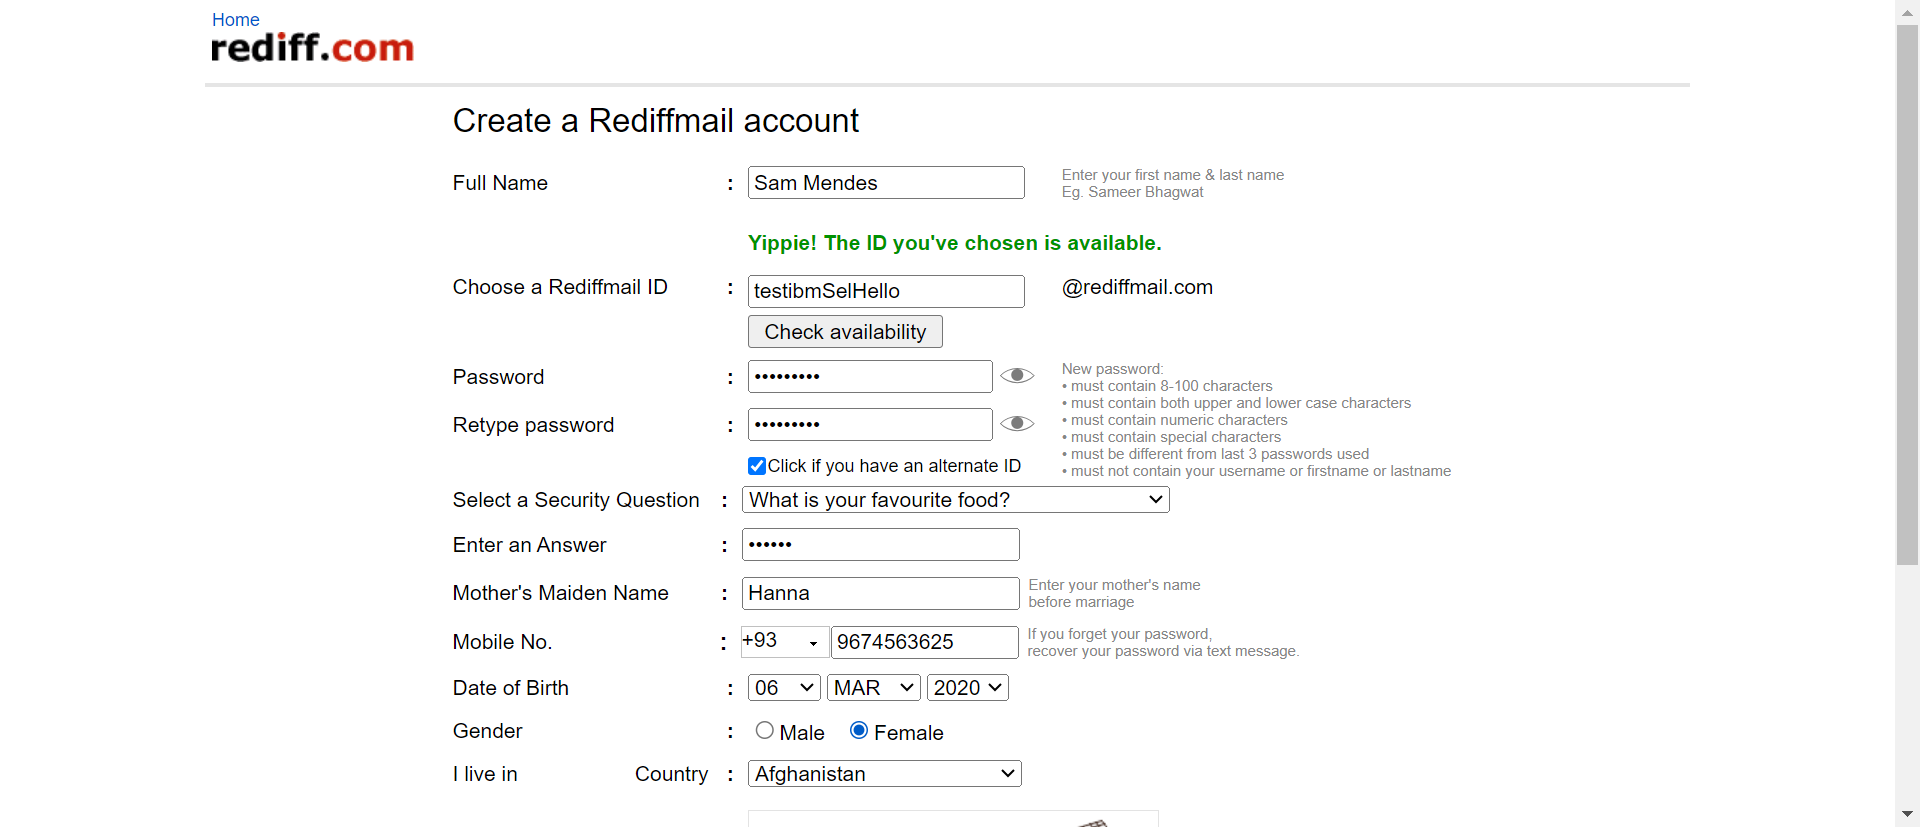 Home
rediff.com
Create a Rediffmail account
Full Name : Sam Mendes Enter your first name & last name
Eg. Sameer Bhagwat
Yippie! The ID you've chosen is available.
Choose a Rediffmail ID : testibmSelHello @rediffmail.com
Check availability
Password : •••••••••
Retype password : •••••••••
New password:
• must contain 8-100 characters
• must contain both upper and lower case characters
• must contain numeric characters
• must contain special characters
• must be different from last 3 passwords used
• must not contain your username or firstname or lastname
Click if you have an alternate ID
Select a Security Question : What is your favourite food?
Enter an Answer : ••••••
Mother's Maiden Name : Hanna Enter your mother's name
before marriage
Mobile No. : +93 9674563625 If you forget your password,
recover your password via text message.
Date of Birth : 06 MAR 2020
Gender : Male Female
I live in Country : Afghanistan